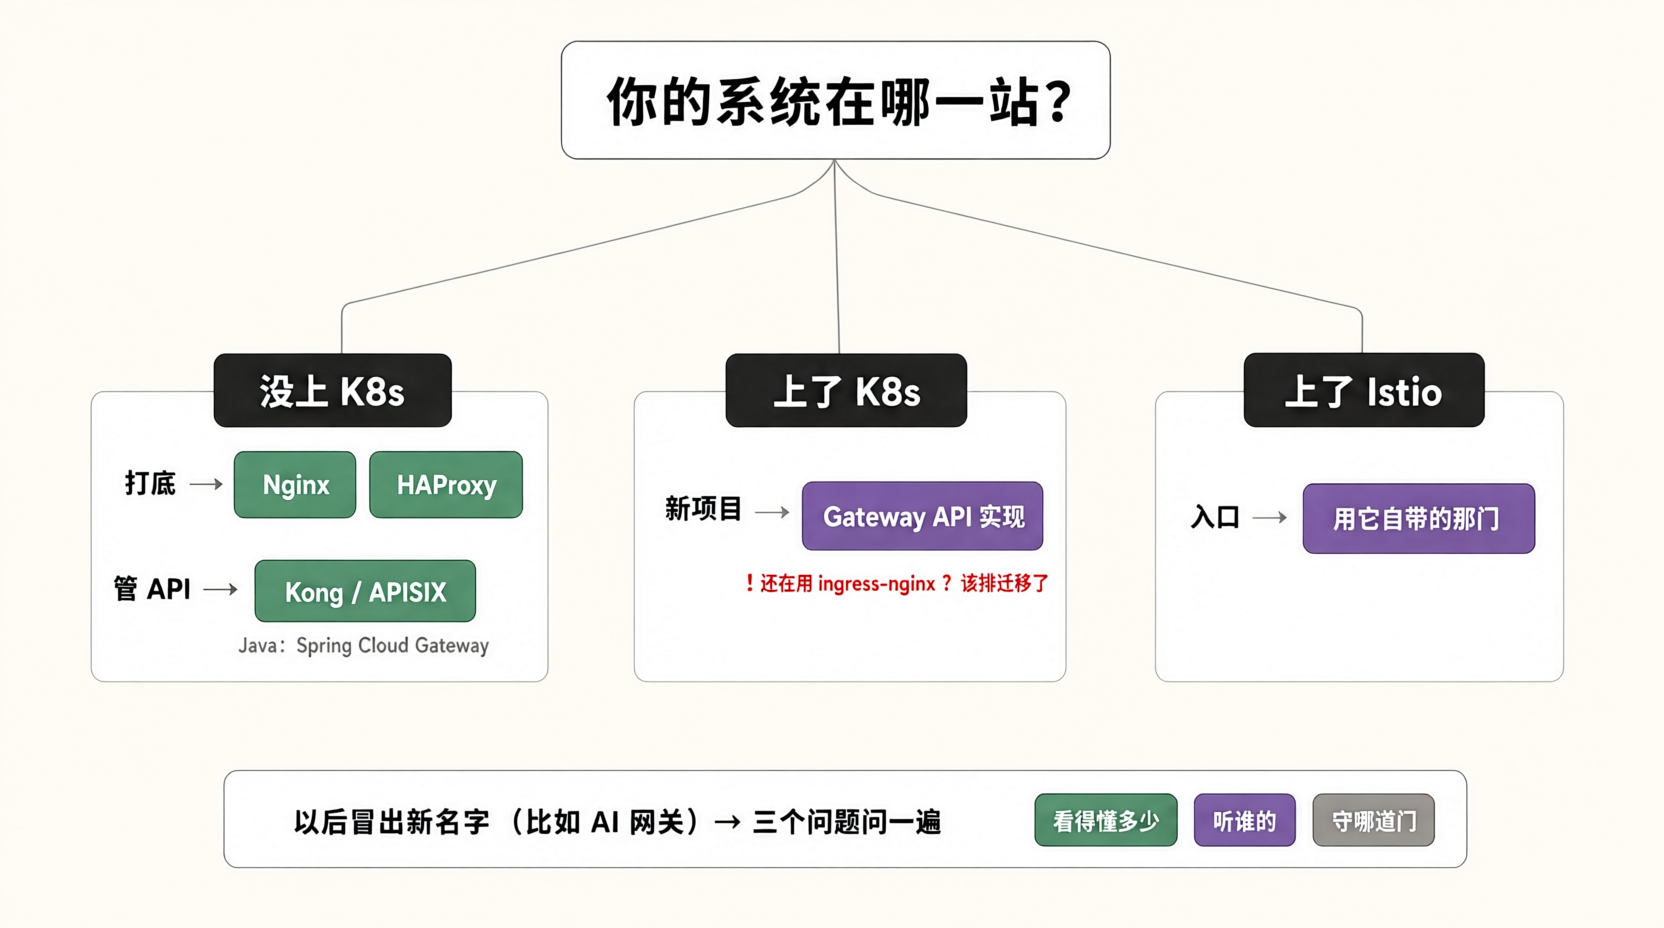 你的系统在哪一站？
没上 K8s
打底 → Nginx HAProxy
管 API → Kong / APISIX
Java：Spring Cloud Gateway
上了 K8s
新项目 → Gateway API 实现
！还在用 ingress-nginx ？该排迁移了
上了 Istio
入口 → 用它自带的那门
以后冒出新名字（比如 AI 网关）→ 三个问题问一遍 看得懂多少 听谁的 守哪道门